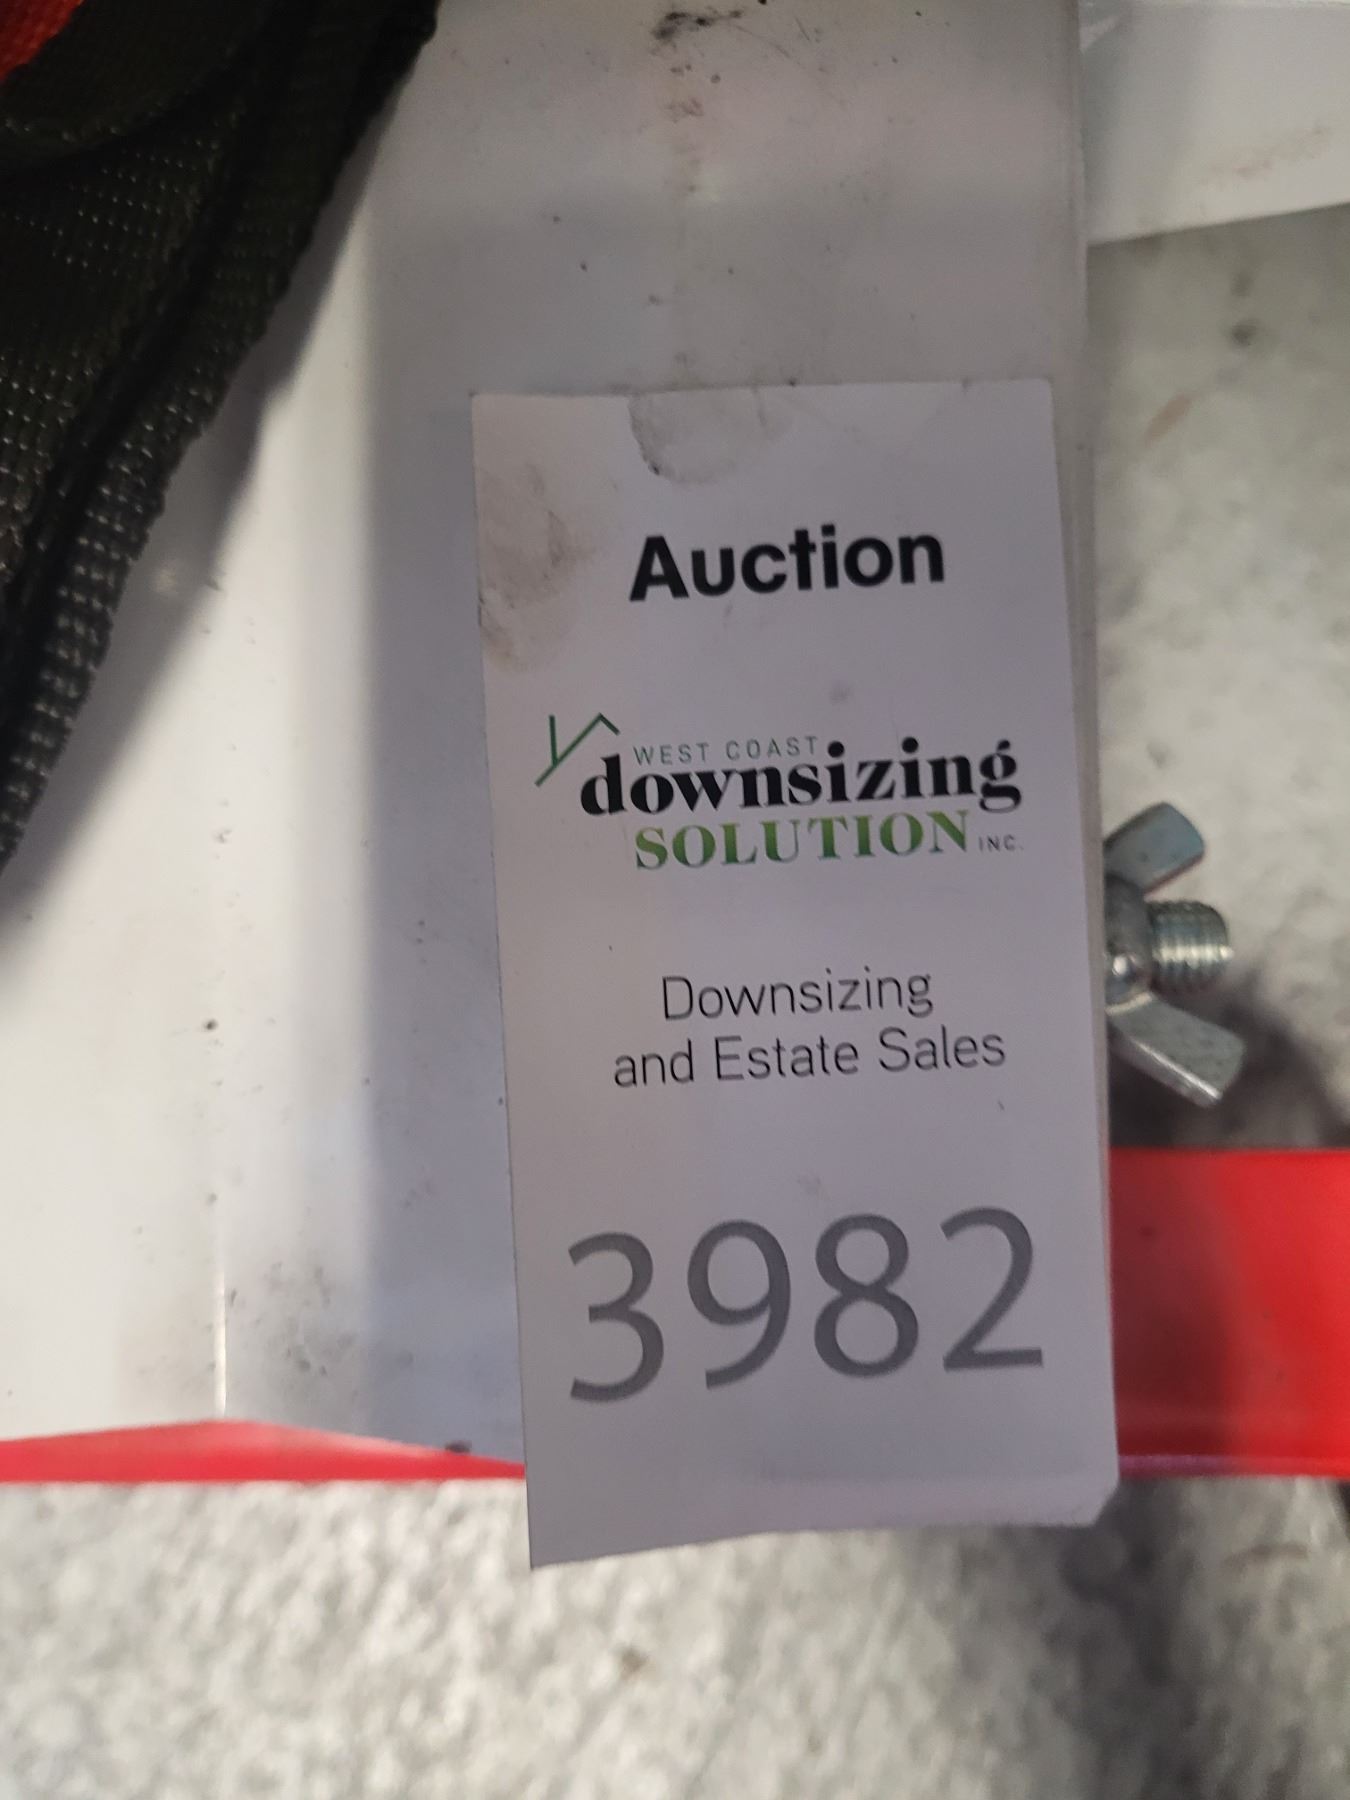 Auction
WEST COAST
downsizing
SOLUTION INC.
Downsizing
and Estate Sales
3982